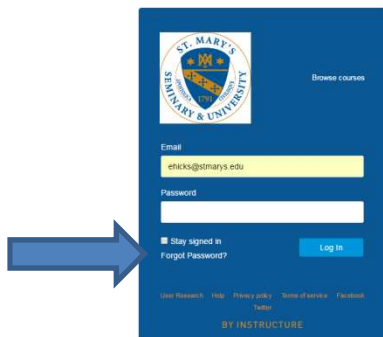 ST. MARY'S
SEMINARY & UNIVERSITY
1791
Browse courses
Email
ehicks@stmarys.edu
Password
Stay signed in
Log In
Forgot Password?
User Research Help Privacy policy Terms of service Facebook
Twitter
BY INSTRUCTURE